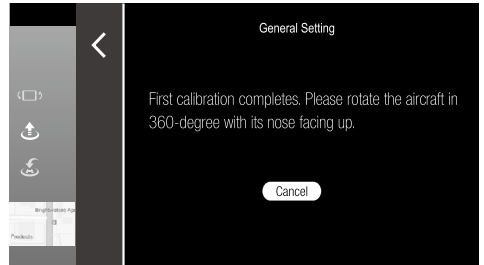 General Setting
First calibration completes. Please rotate the aircraft in
360-degree with its nose facing up.
Cancel